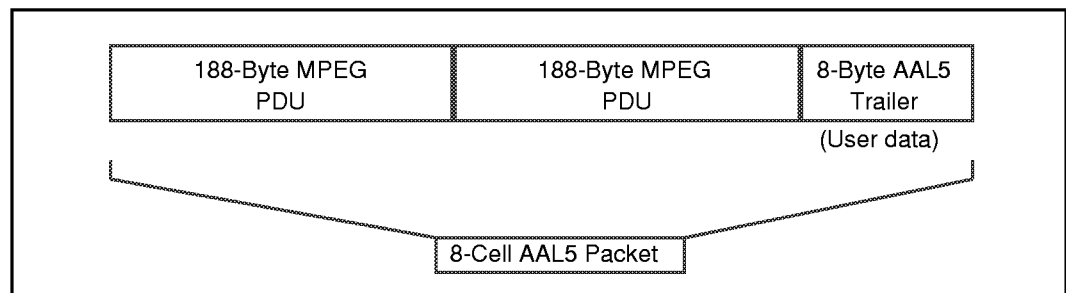 188-Byte MPEG
PDU
188-Byte MPEG
PDU
8-Byte AAL5
Trailer
(User data)
8-Cell AAL5 Packet